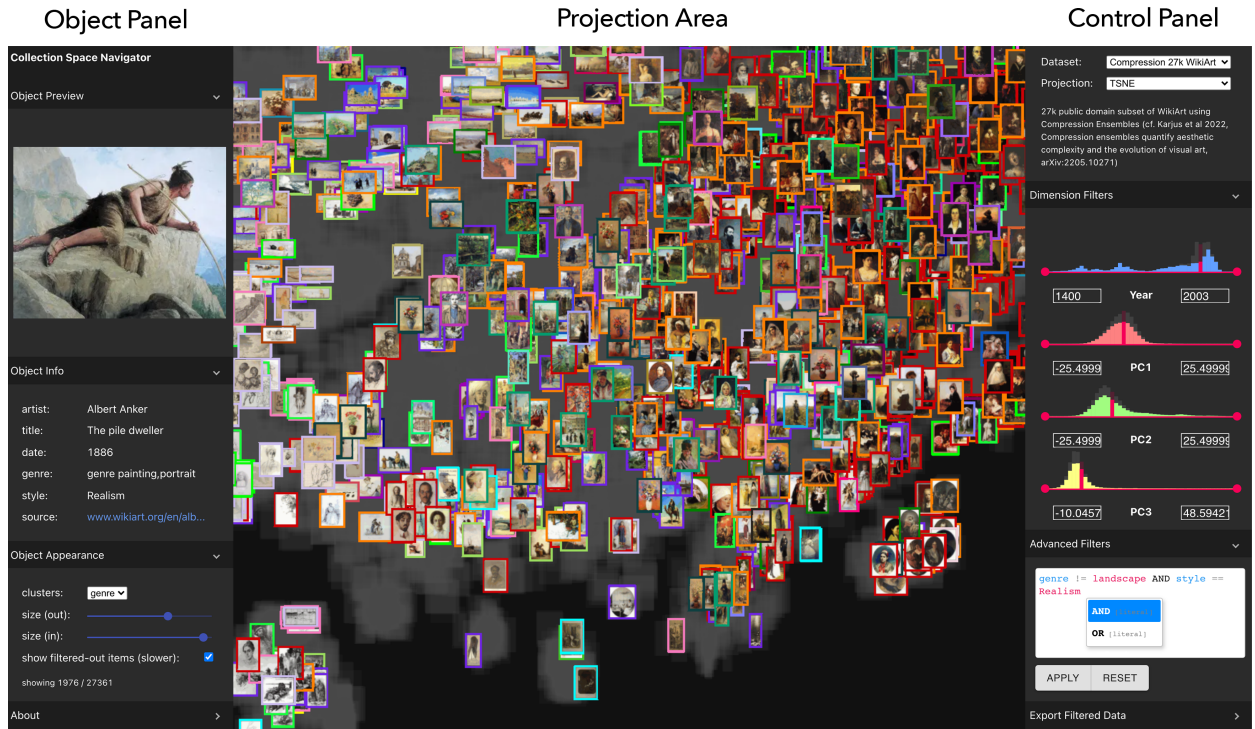 Object Panel
Projection Area
Control Panel
Collection Space Navigator
Object Preview
Object Info
artist: Albert Anker
title: The pile dweller
date: 1886
genre: genre painting,portrait
style: Realism
source: www.wikiart.org/en/alb...
Object Appearance
clusters: genre
size (out):
size (in):
show filtered-out items (slower):
showing 1976 / 27361
About
Dataset: Compression 27k WikiArt
Projection: TSNE
27k public domain subset of WikiArt using
Compression Ensembles (cf. Karjus et al 2022,
Compression ensembles quantify aesthetic
complexity and the evolution of visual art,
arXiv:2205.10271)
Dimension Filters
1400 Year 2003
-25.4999 PC1 25.49999
-25.4999 PC2 25.49999
-10.0457 PC3 48.59421
Advanced Filters
genre != landscape AND style ==
Realism
AND [literal]
OR [literal]
APPLY RESET
Export Filtered Data